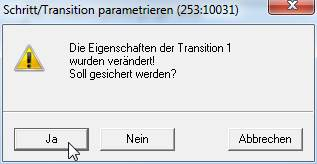 Schritt/Transition parametrieren (253:10031)
Die Eigenschaften der Transition 1
wurden verändert!
Soll gesichert werden?
Ja
Nein
Abbrechen